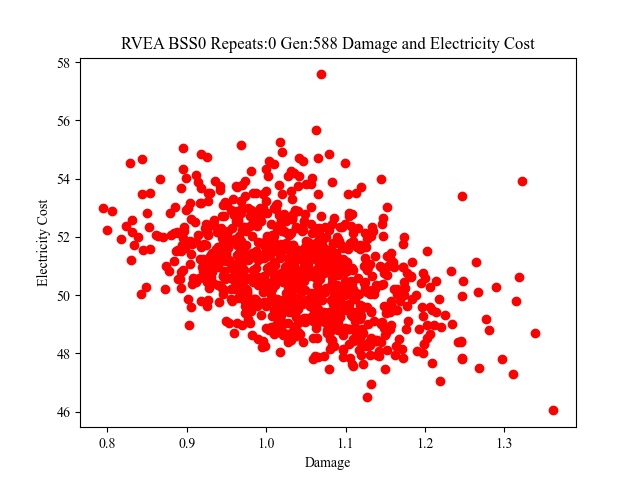 RVEA BSS0 Repeats:0 Gen:588 Damage and Electricity Cost
58
56
54
52
50
48
46
Electricity Cost
0.8 0.9 1.0 1.1 1.2 1.3
Damage